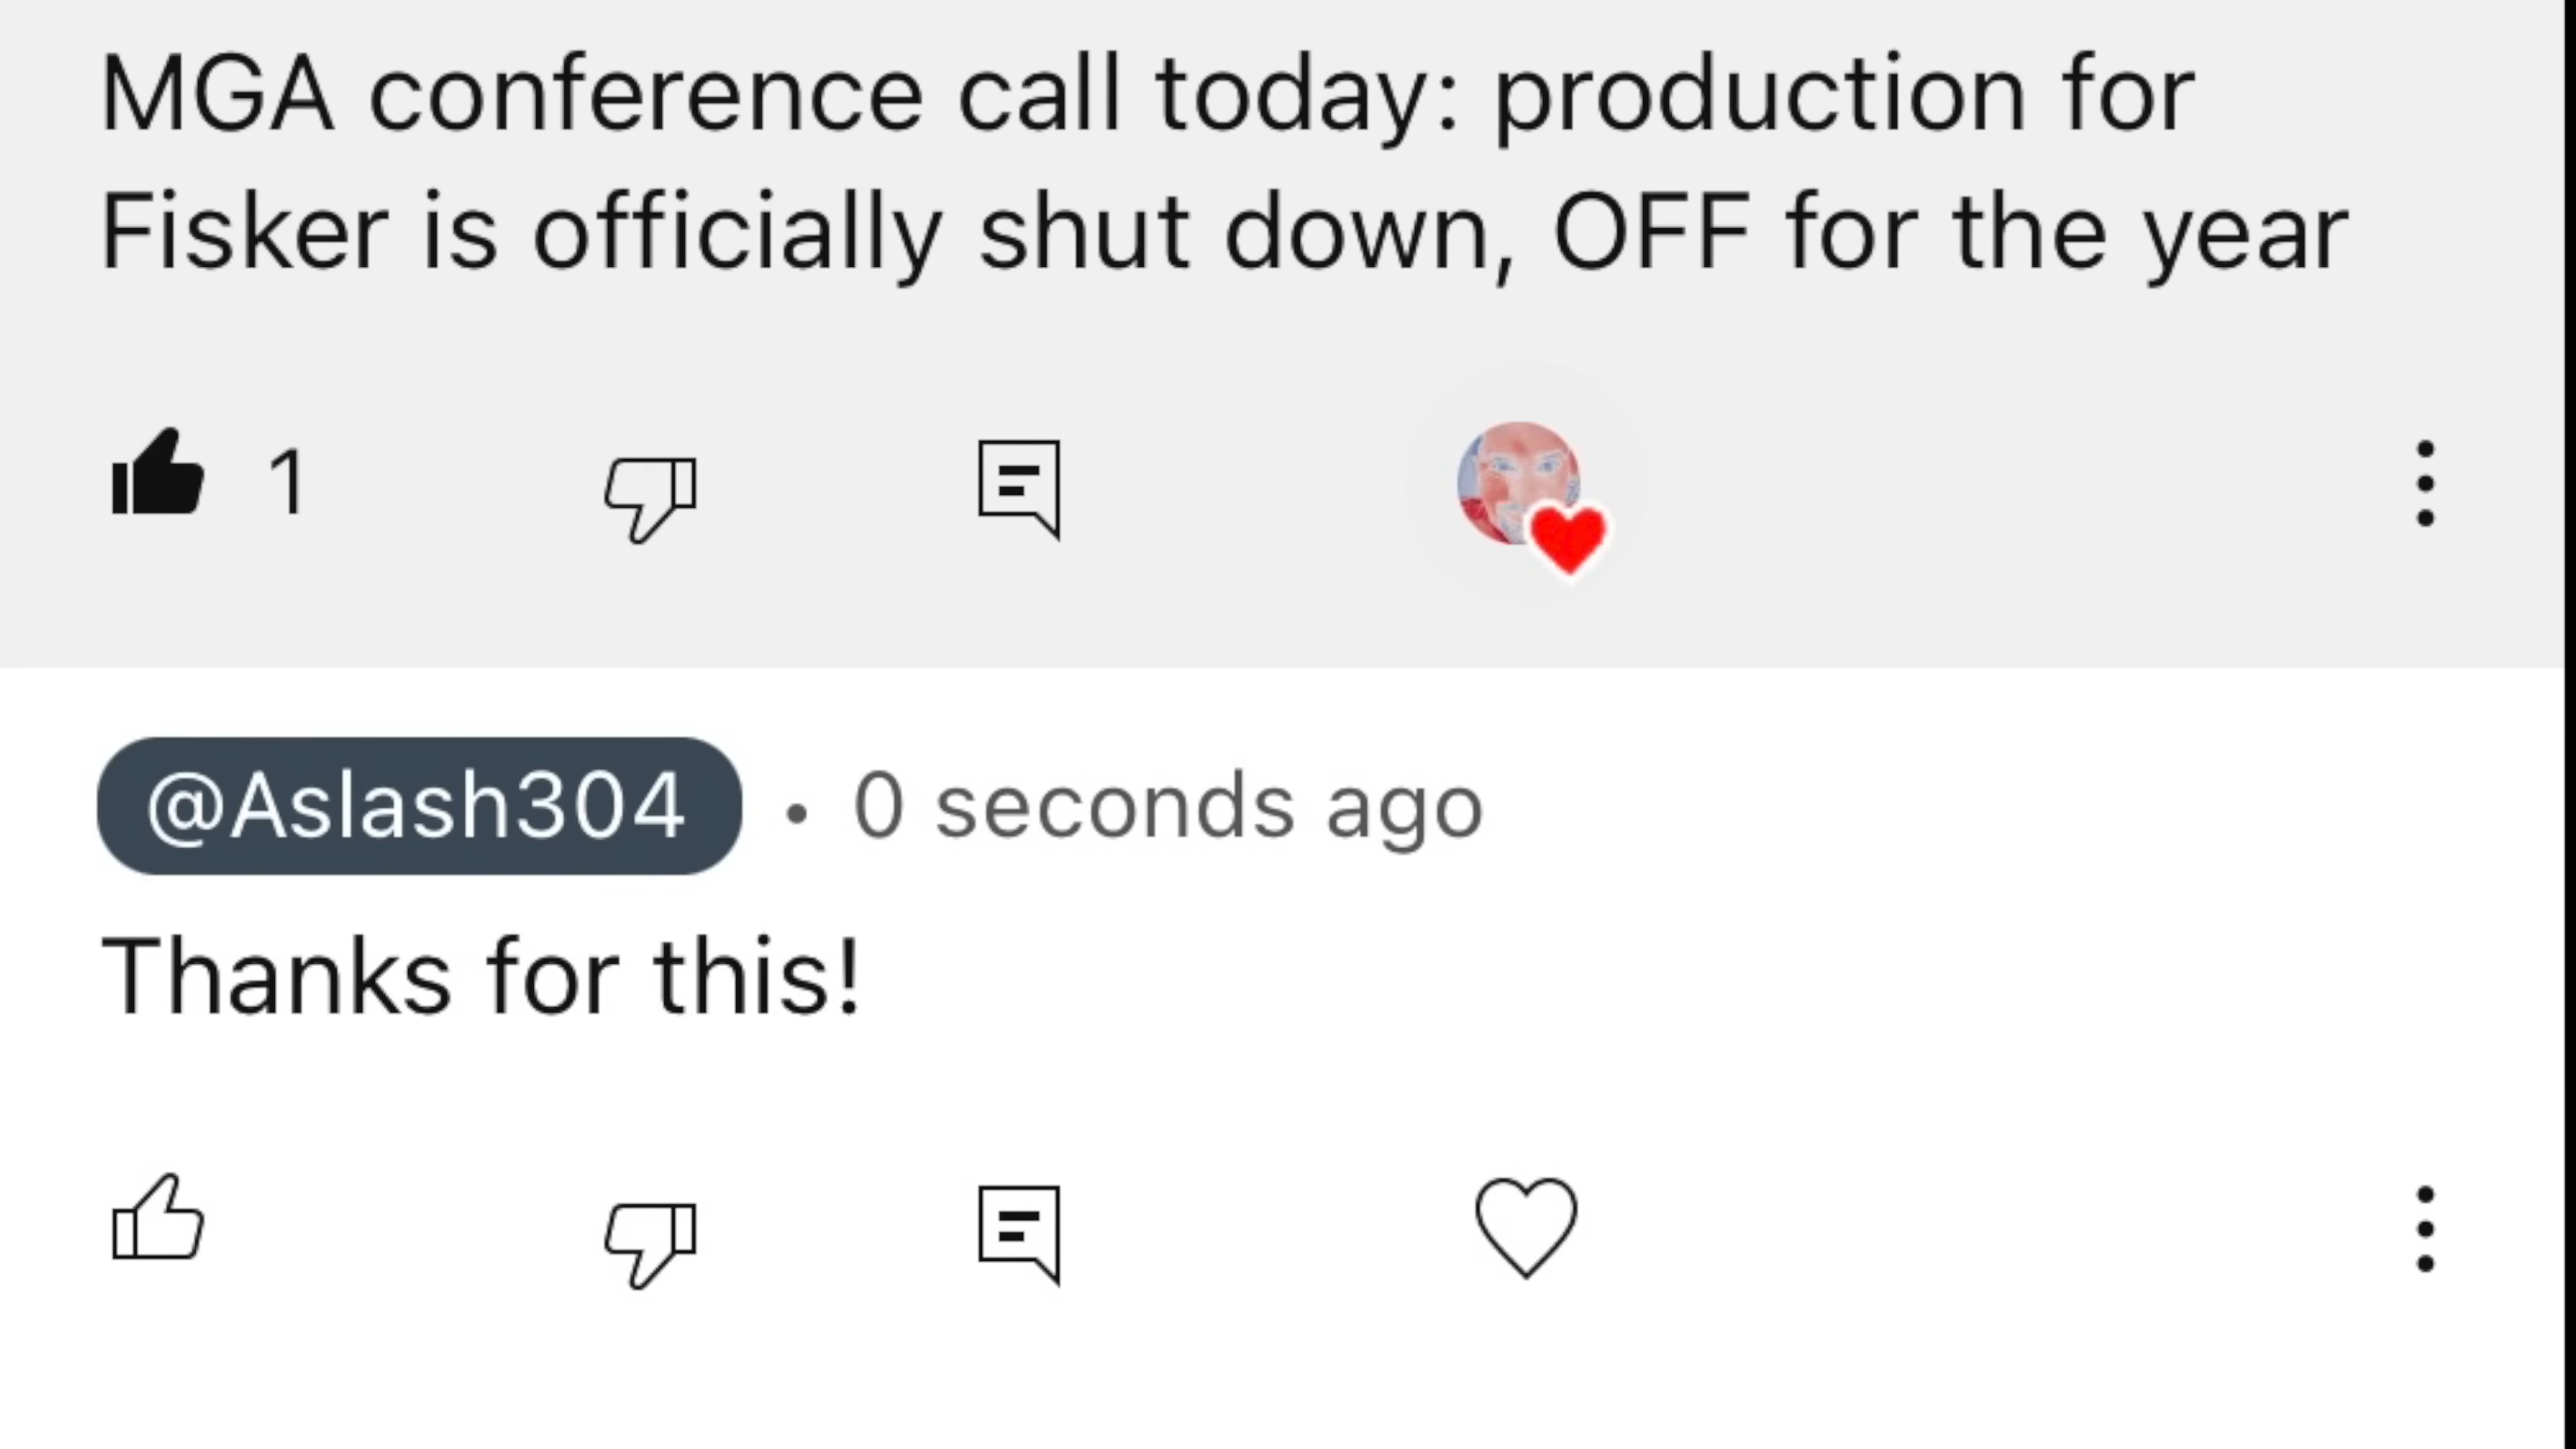 MGA conference call today: production for
Fisker is officially shut down, OFF for the year
1
@Aslash304 • 0 seconds ago
Thanks for this!